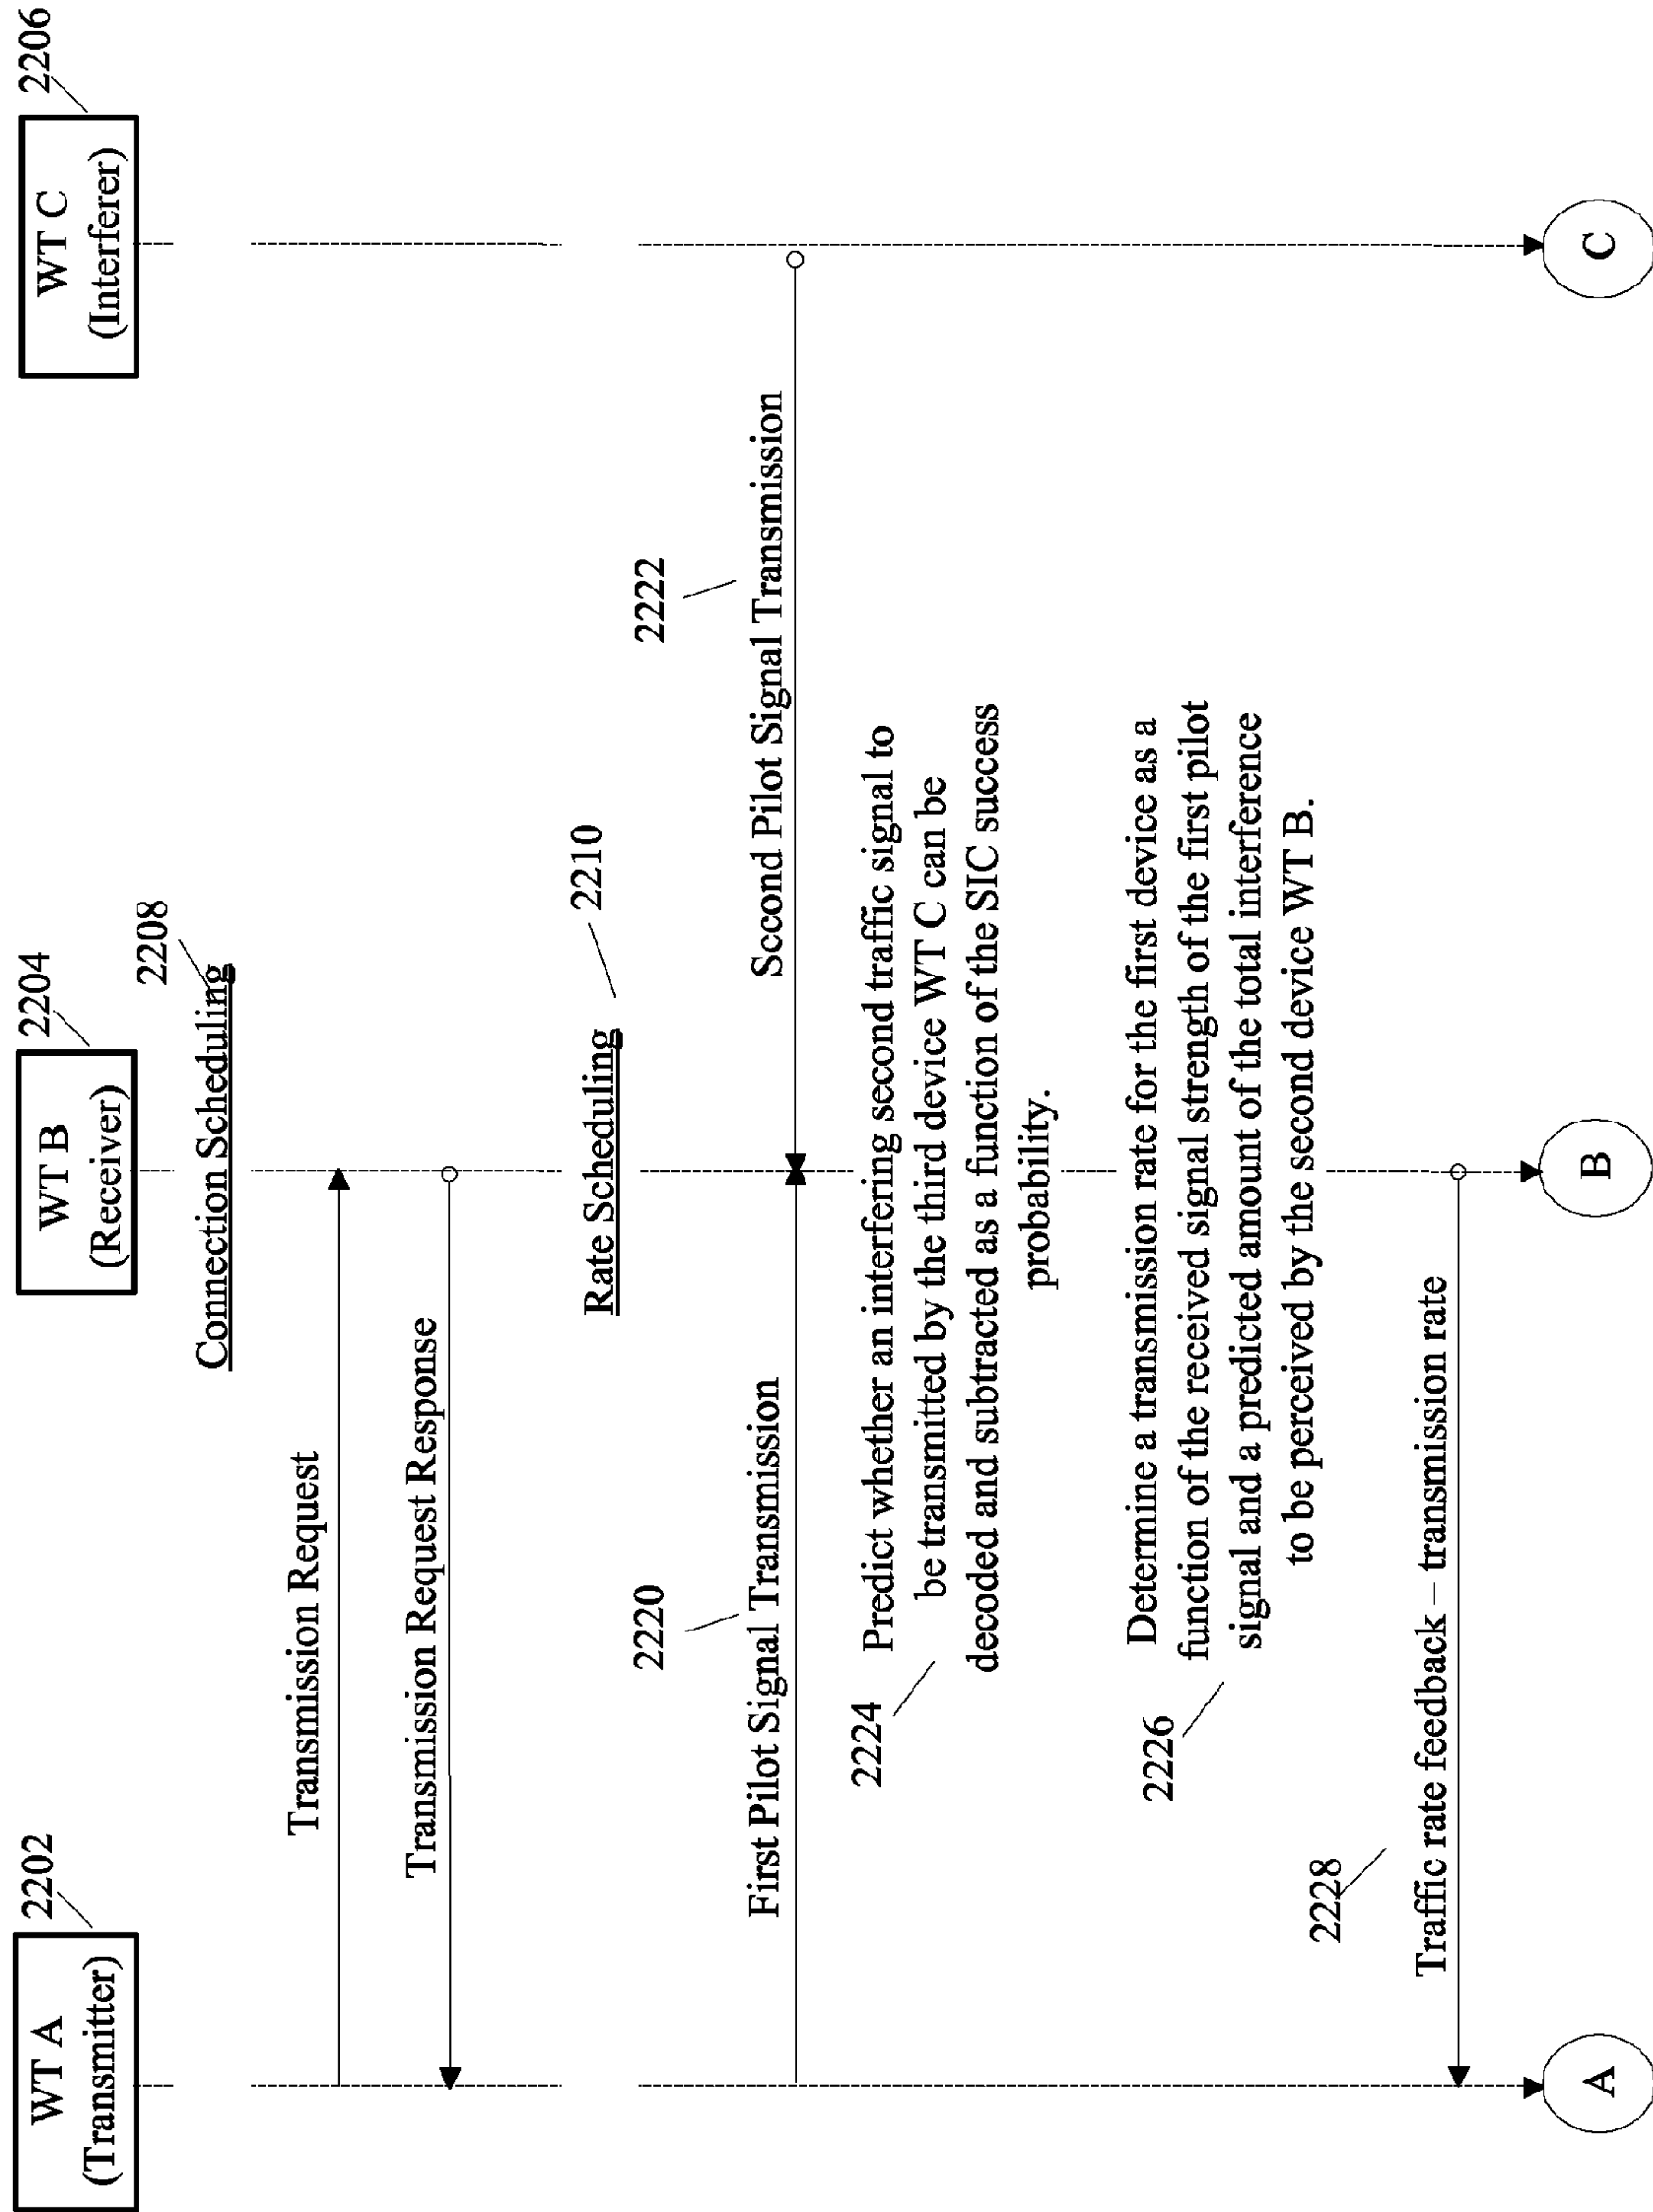 WT A
(Transmitter)
2202
WT B
(Receiver)
2204
WT C
(Interferer)
2206
2208
Connection Scheduling
Transmission Request
Transmission Request Response
Rate Scheduling
2210
2220
First Pilot Signal Transmission
2222
Second Pilot Signal Transmission
2224
Predict whether an interfering second traffic signal to
be transmitted by the third device WT C can be
decoded and subtracted as a function of the SIC success
probability.
2226
Determine a transmission rate for the first device as a
function of the received signal strength of the first pilot
signal and a predicted amount of the total interference
to be perceived by the second device WT B.
2228
Traffic rate feedback – transmission rate
A
B
C